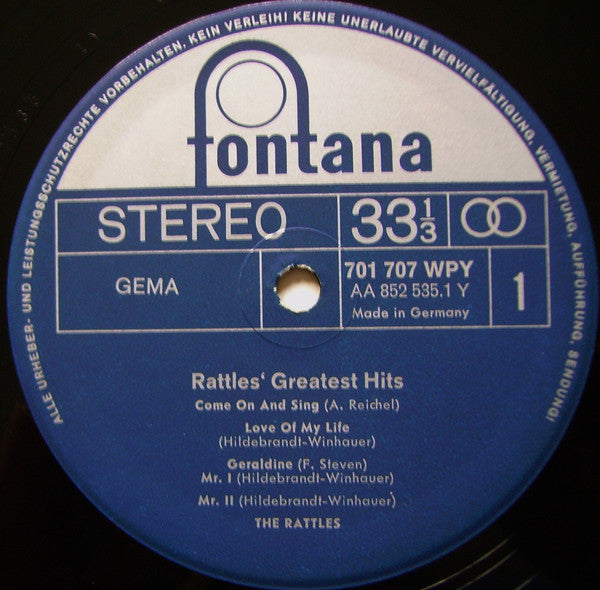 ALLE URHEBER- UND LEISTUNGSSCHUTZRECHTE VORBEHALTEN. KEIN VERLEIH! KEINE UNERLAUBTE VERVIELFÄLTIGUNG, VERMIETUNG, AUFFÜHRUNG, SENDUNG!
fontana
STEREO 33 1/3
GEMA 701 707 WPY 1
AA 852 535.1 Y
Made in Germany
Rattles' Greatest Hits
Come On And Sing (A. Reichel)
Love Of My Life
(Hildebrandt-Winhauer)
Geraldine (F. Steven)
Mr. I (Hildebrandt-Winhauer)
Mr. II (Hildebrandt-Winhauer)
THE RATTLES